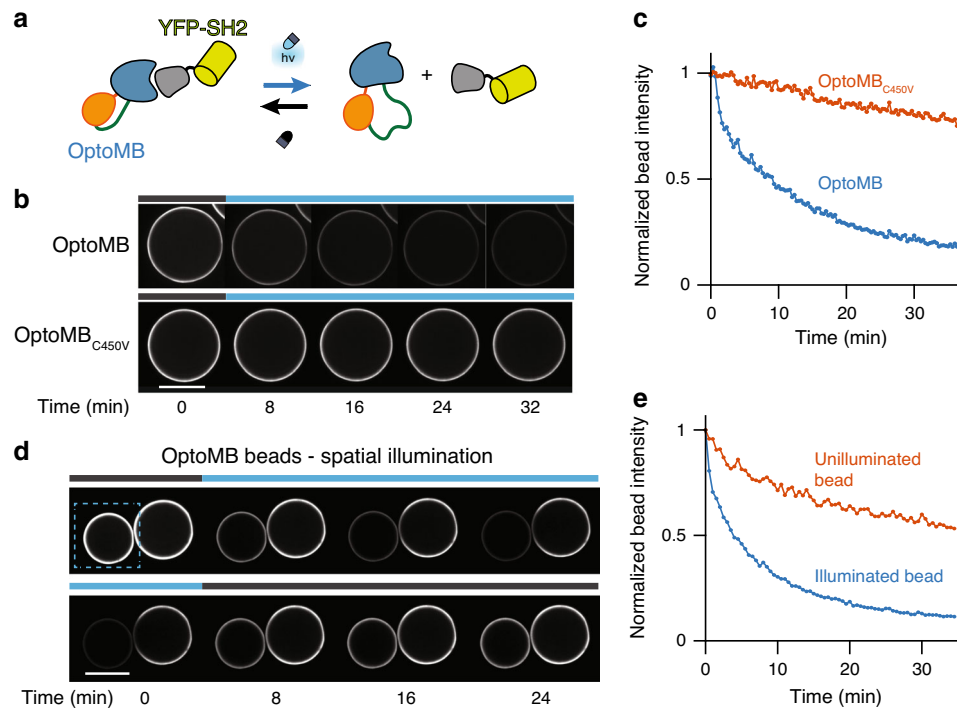 a
YFP-SH2
hv
+
OptoMB
b
OptoMB
OptoMBC450V
Time (min) 0 8 16 24 32
c
Normalized bead intensity
1
0.5
0
OptoMBC450V
OptoMB
0 10 20 30
Time (min)
d
OptoMB beads - spatial illumination
Time (min) 0 8 16 24
e
Normalized bead intensity
1
0.5
0
Unilluminated
bead
Illuminated bead
0 10 20 30
Time (min)